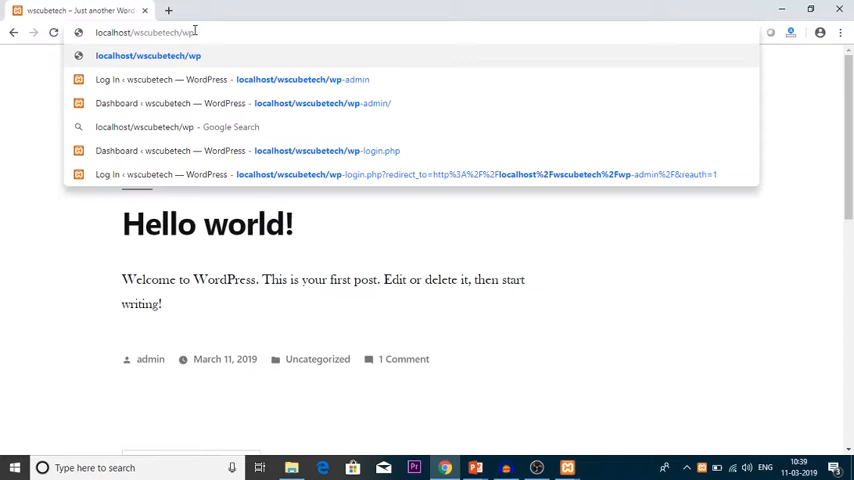 wscubetech – Just another Word
localhost/wscubetech/wp
localhost/wscubetech/wp
Log In ‹ wscubetech — WordPress - localhost/wscubetech/wp-admin
Dashboard ‹ wscubetech — WordPress - localhost/wscubetech/wp-admin/
localhost/wscubetech/wp - Google Search
Dashboard ‹ wscubetech — WordPress - localhost/wscubetech/wp-login.php
Log In ‹ wscubetech — WordPress - localhost/wscubetech/wp-login.php?redirect_to=http%3A%2F%2Flocalhost%2Fwscubetech%2Fwp-admin%2F&reauth=1
Hello world!
Welcome to WordPress. This is your first post. Edit or delete it, then start
writing!
admin March 11, 2019 Uncategorized 1 Comment
Type here to search
ENG
10:39
11-03-2019
3